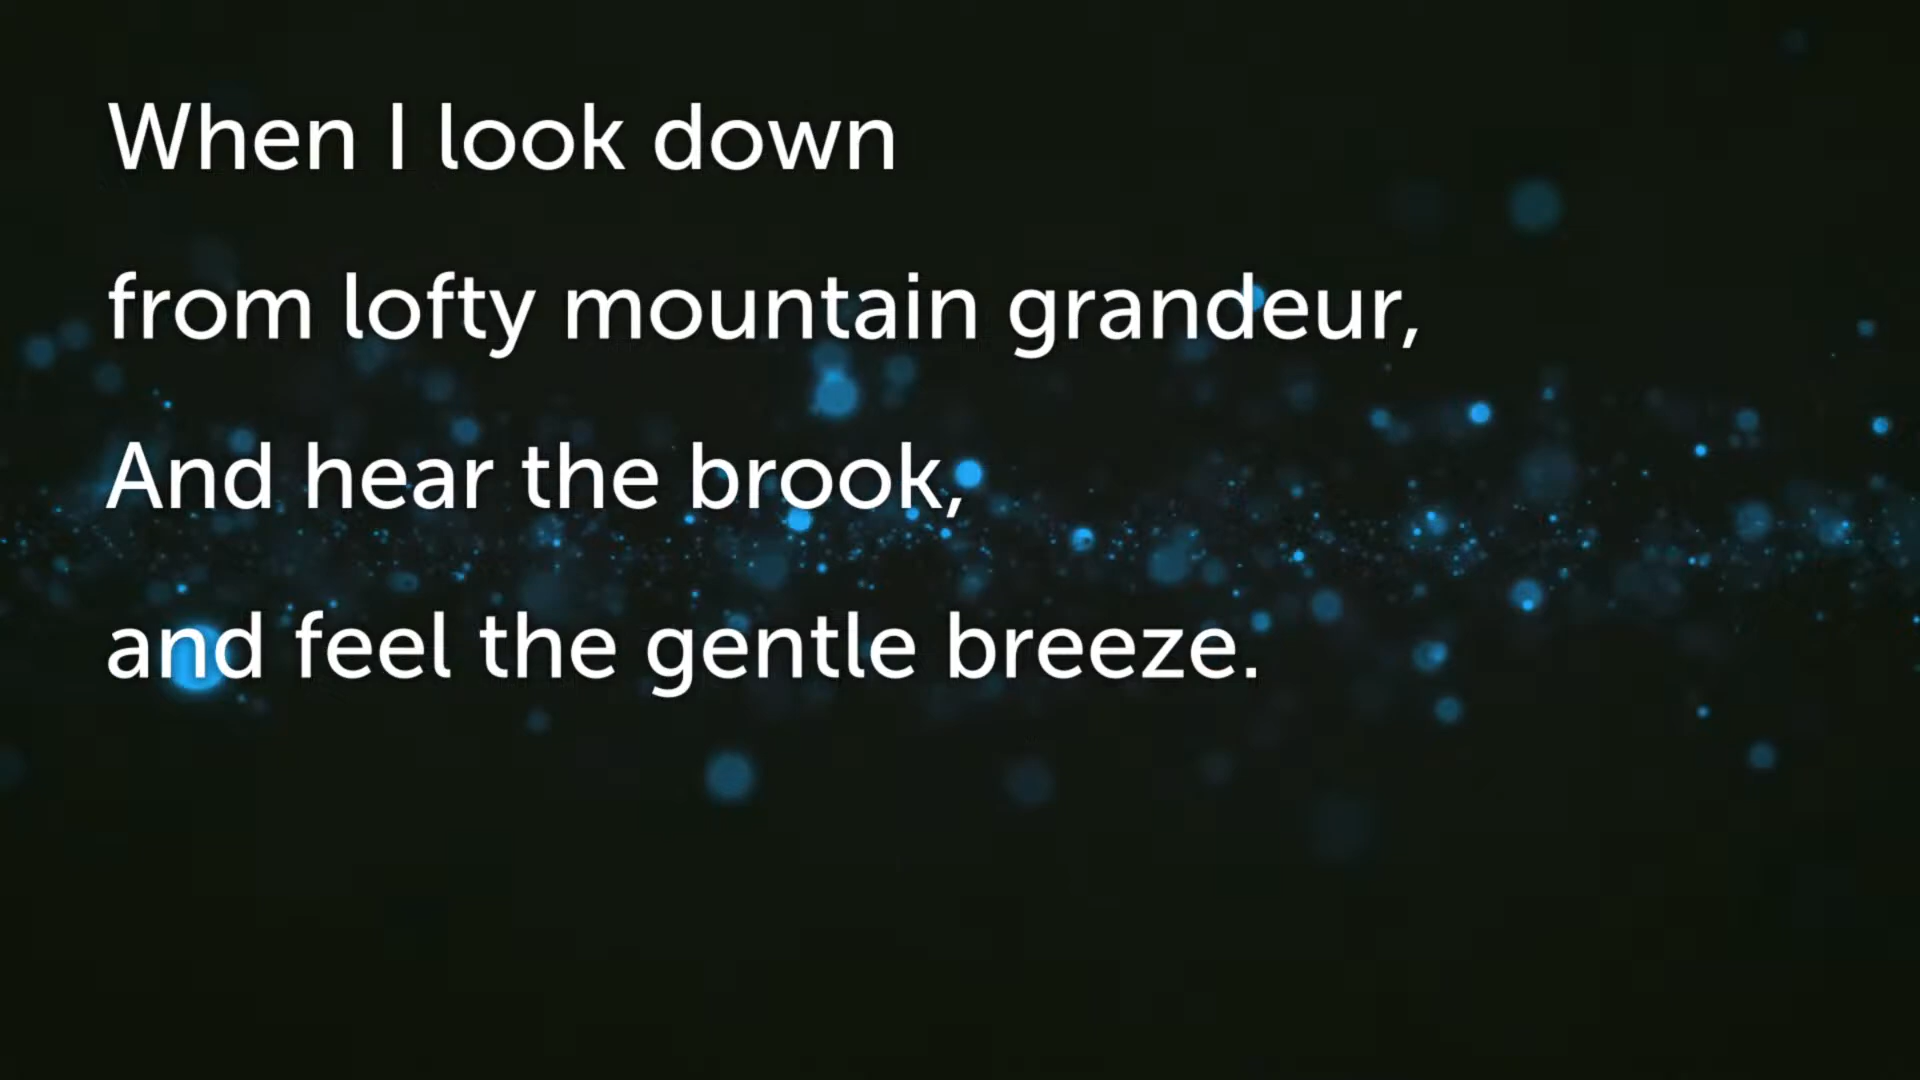 When I look down
from lofty mountain grandeur,
And hear the brook,
and feel the gentle breeze.